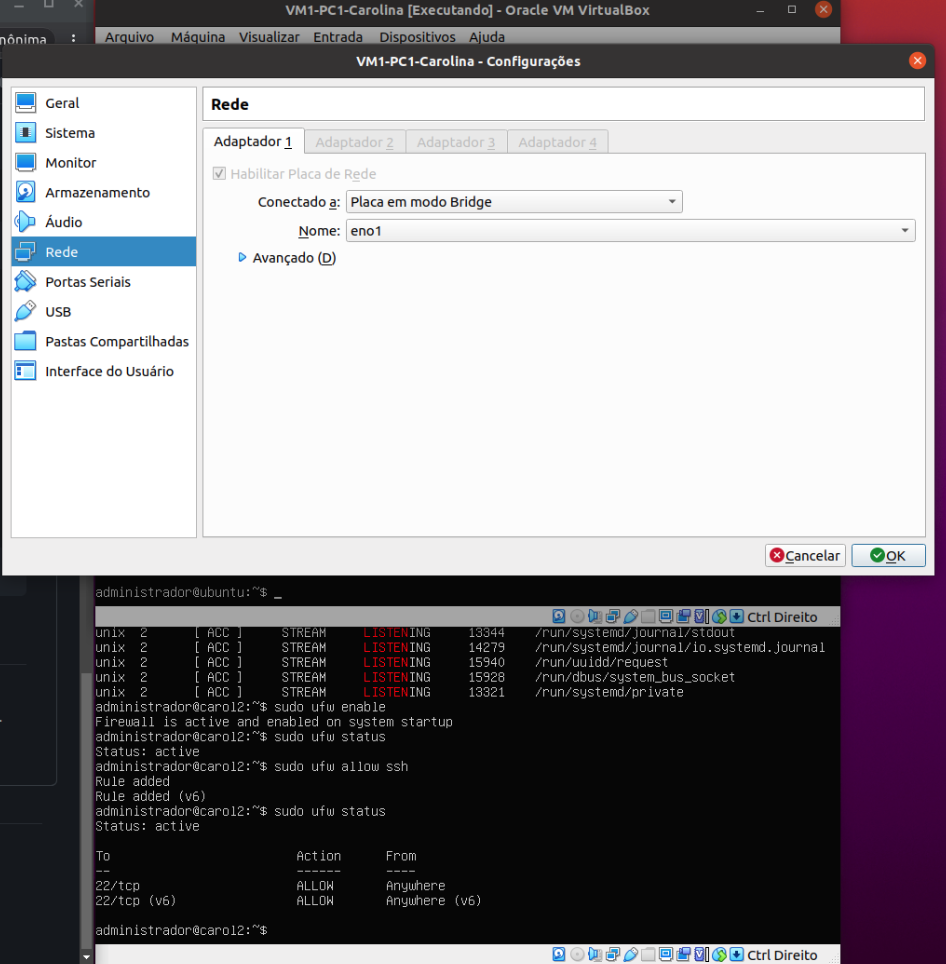 nônima
VM1-PC1-Carolina [Executando] - Oracle VM VirtualBox
Arquivo Máquina Visualizar Entrada Dispositivos Ajuda
VM1-PC1-Carolina - Configurações
Geral
Sistema
Monitor
Armazenamento
Áudio
Rede
Portas Seriais
USB
Pastas Compartilhadas
Interface do Usuário
Rede
Adaptador 1 Adaptador 2 Adaptador 3 Adaptador 4
Habilitar Placa de Rede
Conectado a: Placa em modo Bridge
Nome: eno1
Avançado (D)
Cancelar OK
administrador@ubuntu:~$ _
Ctrl Direito
unix 2 [ ACC ] STREAM LISTENING 13344 /run/systemd/journal/stdout
unix 2 [ ACC ] STREAM LISTENING 14279 /run/systemd/journal/io.systemd.journal
unix 2 [ ACC ] STREAM LISTENING 15940 /run/uuidd/request
unix 2 [ ACC ] STREAM LISTENING 15928 /run/dbus/system_bus_socket
unix 2 [ ACC ] STREAM LISTENING 13321 /run/systemd/private
administrador@carol2:~$ sudo ufw enable
Firewall is active and enabled on system startup
administrador@carol2:~$ sudo ufw status
Status: active
administrador@carol2:~$ sudo ufw allow ssh
Rule added
Rule added (v6)
administrador@carol2:~$ sudo ufw status
Status: active
To Action From
-- ------ ----
22/tcp ALLOW Anywhere
22/tcp (v6) ALLOW Anywhere (v6)
administrador@carol2:~$
Ctrl Direito